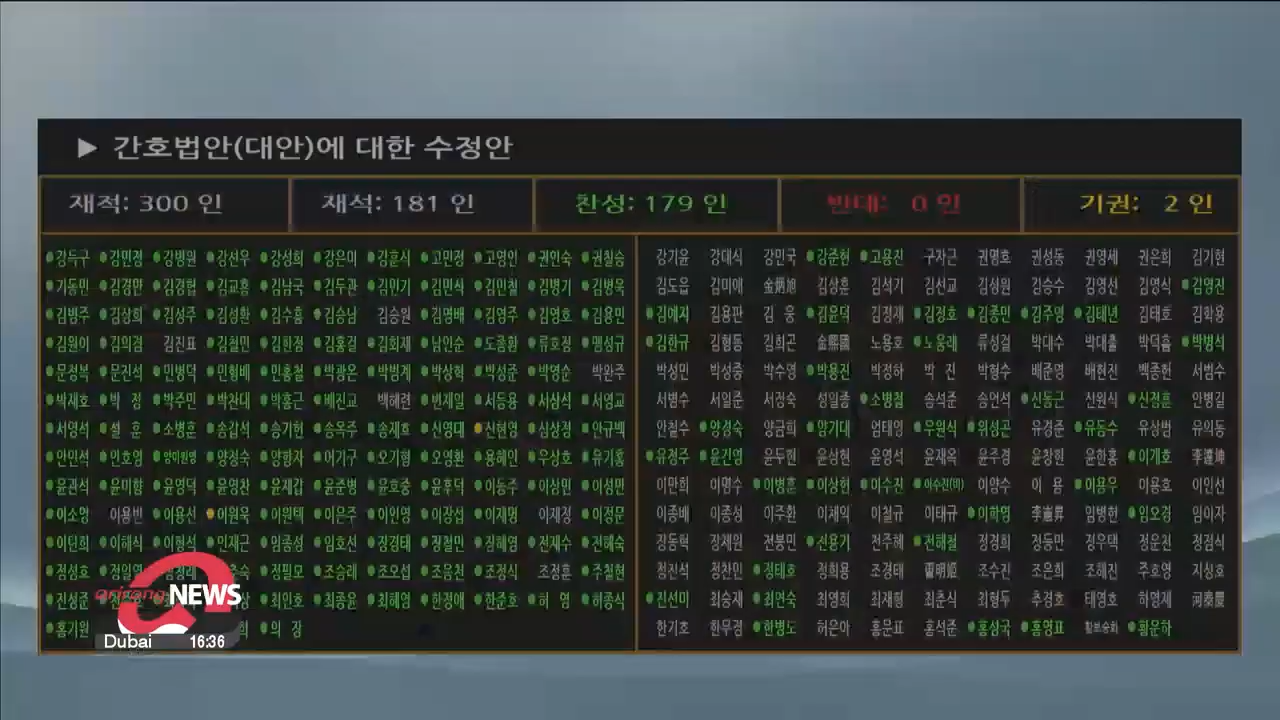 ▶ 간호법안(대안)에 대한 수정안
재적: 300 인 재석: 181 인 찬성: 179 인 반대: 0 인 기권: 2 인
강득구 강민정 강병원 강선우 강성희 강은미 강훈식 고민정 고영인 권인숙 권칠승
기동민 김경만 김경협 김교흥 김남국 김두관 김민기 김민석 김민철 김병기 김병욱
김병주 김상희 김성주 김성환 김수흥 김승남 김승원 김영배 김영주 김영호 김용민
김원이 김의겸 김진표 김철민 김한정 김홍걸 김회재 남인순 도종환 류호정 맹성규
문정복 문진석 민병덕 민형배 민홍철 박광온 박범계 박상혁 박성준 박영순 박완주
박재호 박 정 박주민 박찬대 박홍근 배진교 백혜련 변재일 서동용 서삼석 서영교
서영석 설 훈 소병훈 송갑석 송기헌 송옥주 송재호 신영대 신현영 심상정 안규백
안민석 안호영 양이원영 양정숙 양향자 어기구 오기형 오영환 용혜인 우상호 유기홍
윤관석 윤미향 윤영덕 윤영찬 윤재갑 윤준병 윤호중 윤후덕 이동주 이상민 이성만
이소영 이용빈 이용선 이원욱 이원택 이은주 이인영 이장섭 이재명 이재정 이정문
이탄희 이해식 이형석 인재근 임종성 임호선 장경태 장철민 장혜영 전재수 전혜숙
정성호 정일영 정필모 조승래 조오섭 조응천 조정식 조정훈 주철현
진성준 최인호 최종윤 최혜영 한정애 한준호 허 영 허종식
홍기원 의 장
강기윤 강대식 강민국 강준현 고용진 구자근 권명호 권성동 권영세 권은희 김기현
김도읍 김미애 金炳旭 김상훈 김석기 김선교 김성원 김승수 김영선 김영식 김영진
김예지 김용판 김 웅 김윤덕 김정재 김정호 김종민 김주영 김태년 김태호 김학용
김한규 김형동 김희곤 金熙國 노용호 노웅래 류성걸 박대수 박대출 박덕흠 박병석
박성민 박성중 박수영 박용진 박정하 박 진 박형수 배준영 배현진 백종헌 서범수
서병수 서일준 서정숙 성일종 소병철 송석준 송언석 신동근 신원식 신정훈 안병길
안철수 양경숙 양금희 양기대 엄태영 우원식 위성곤 유경준 유동수 유상범 유의동
유정주 윤건영 윤두현 윤상현 윤영석 윤재옥 윤주경 윤창현 윤한홍 이개호 李達坤
이만희 이명수 이병훈 이상헌 이수진 이수진(비) 이양수 이 용 이용우 이용호 이인선
이종배 이종성 이주환 이채익 이철규 이태규 이학영 李憲昇 임병헌 임오경 임이자
장동혁 장제원 전봉민 전용기 전주혜 전해철 정경희 정동만 정우택 정운천 정점식
정진석 정찬민 정태호 정희용 조경태 曺明姬 조수진 조은희 조해진 주호영 지성호
진선미 최승재 최연숙 최영희 최재형 최춘식 최형두 추경호 태영호 하영제 河泰慶
한기호 한무경 한병도 허은아 홍문표 홍석준 홍성국 홍영표 황보승희 황운하
arirang NEWS
Dubai 16:36